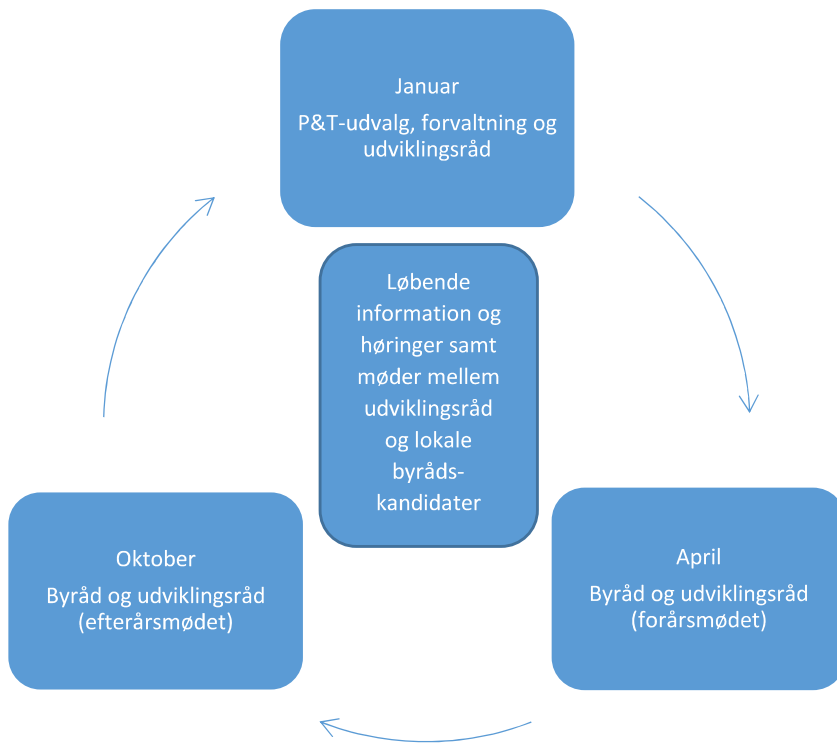 Januar
P&T-udvalg, forvaltning og
udviklingsråd
Løbende
information og
høringer samt
møder mellem
udviklingsråd
og lokale
byråds-
kandidater
Oktober
Byråd og udviklingsråd
(efterårsmødet)
April
Byråd og udviklingsråd
(forårsmødet)